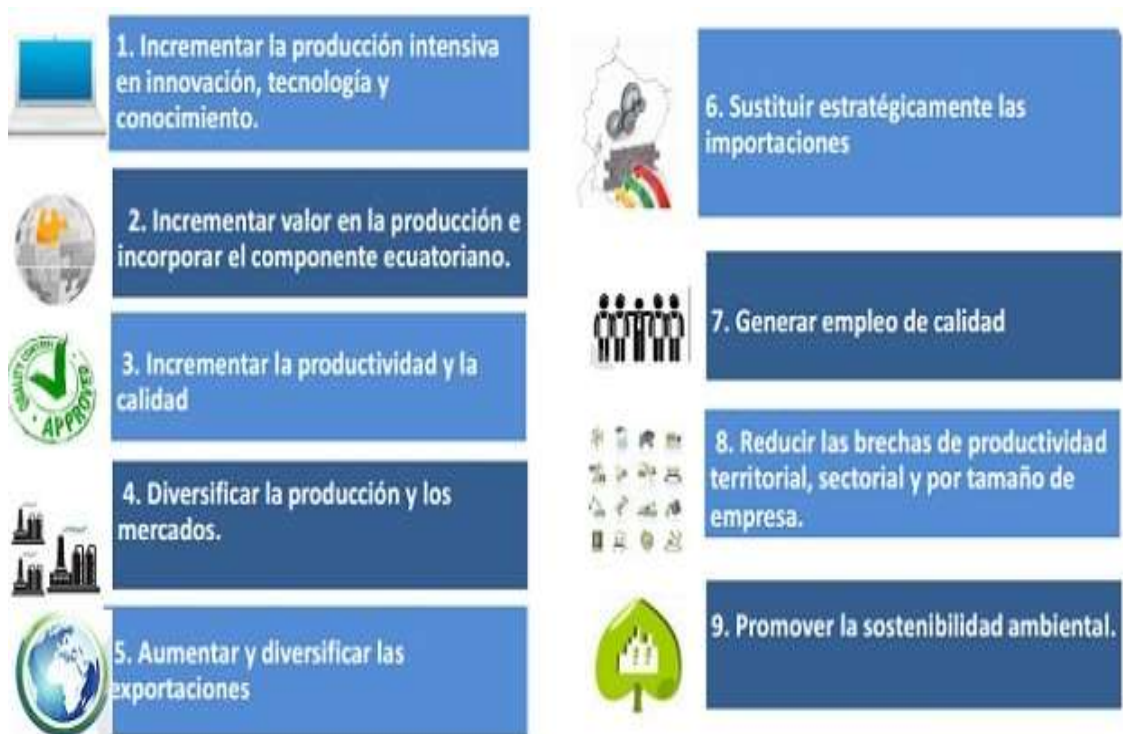 1. Incrementar la producción intensiva
en innovación, tecnología y
conocimiento.
2. Incrementar valor en la producción e
incorporar el componente ecuatoriano.
QUALITY CONTROL
APPROVED
3. Incrementar la productividad y la
calidad
4. Diversificar la producción y los
mercados.
5. Aumentar y diversificar las
exportaciones
6. Sustituir estratégicamente las
importaciones
7. Generar empleo de calidad
8. Reducir las brechas de productividad
territorial, sectorial y por tamaño de
empresa.
9. Promover la sostenibilidad ambiental.